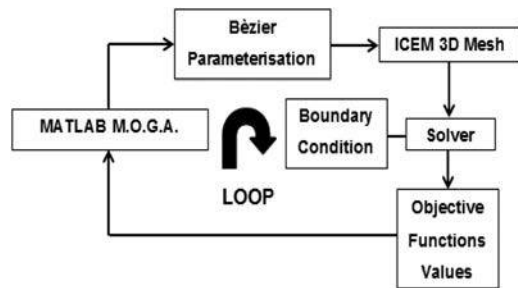 Bèzier
Parameterisation
ICEM 3D Mesh
MATLAB M.O.G.A.
Boundary
Condition
Solver
LOOP
Objective
Functions
Values